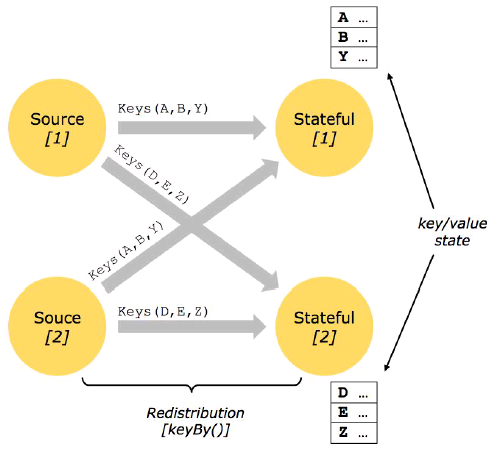 A ...
B ...
Y ...
Source
[1]
Keys(A,B,Y)
Stateful
[1]
Keys(D,E,Z)
key/value
state
Keys(A,B,Y)
Souce
[2]
Keys(D,E,Z)
Stateful
[2]
D ...
E ...
Z ...
Redistribution
[keyBy()]